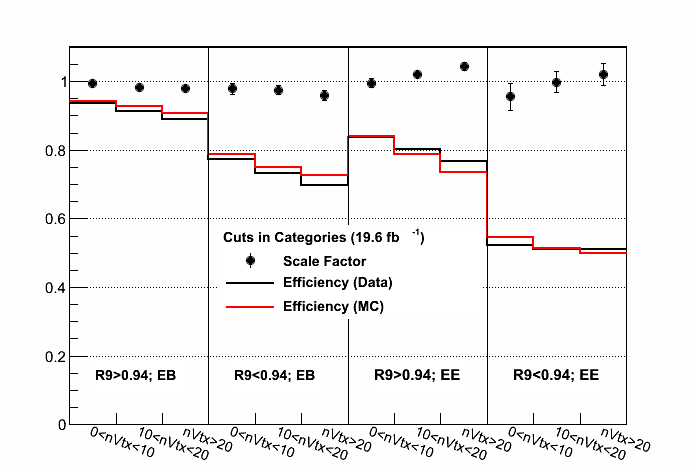 1
0.8
0.6
0.4
0.2
0
Cuts in Categories (19.6 fb -1)
Scale Factor
Efficiency (Data)
Efficiency (MC)
R9>0.94; EB R9<0.94; EB R9>0.94; EE R9<0.94; EE
0<nVtx<10 10<nVtx<20 nVtx>20 0<nVtx<10 10<nVtx<20 nVtx>20 0<nVtx<10 10<nVtx<20 nVtx>20 0<nVtx<10 10<nVtx<20 nVtx>20